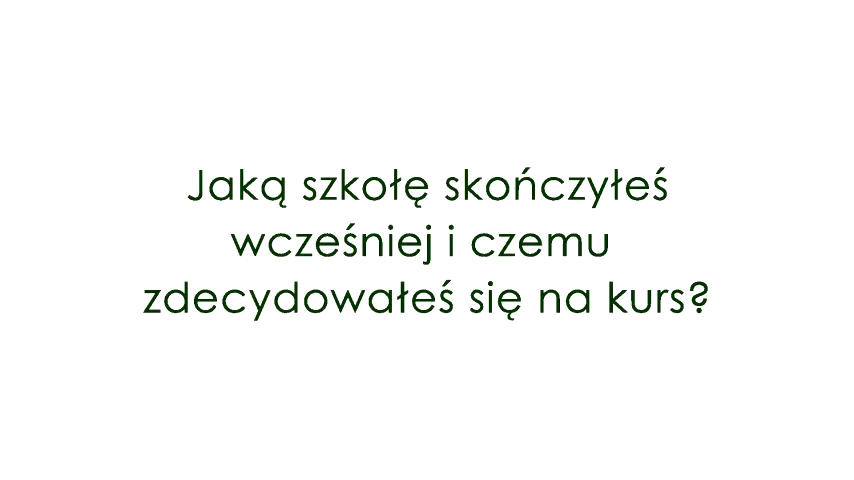 Jaką szkołę skończyłeś
wcześniej i czemu
zdecydowałeś się na kurs?